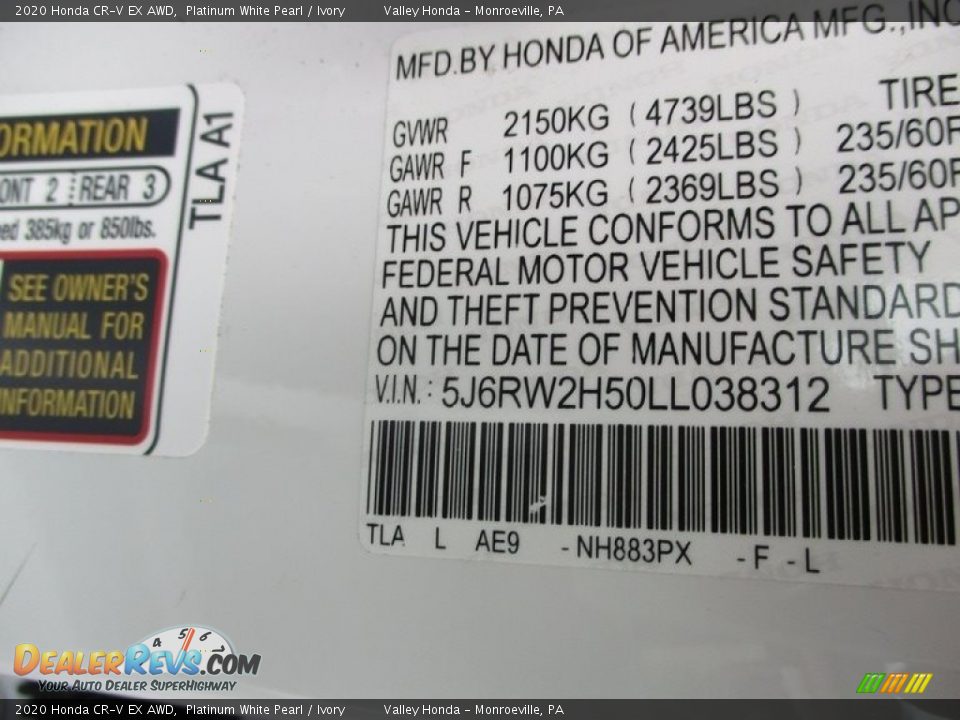 2020 Honda CR-V EX AWD, Platinum White Pearl / Ivory Valley Honda - Monroeville, PA
MFD.BY HONDA OF AMERICA MFG.,INC
GVWR 2150KG ( 4739LBS ) TIRE
GAWR F 1100KG ( 2425LBS ) 235/60R
GAWR R 1075KG ( 2369LBS ) 235/60R
THIS VEHICLE CONFORMS TO ALL AP
FEDERAL MOTOR VEHICLE SAFETY
AND THEFT PREVENTION STANDARD
ON THE DATE OF MANUFACTURE SH
V.I.N.: 5J6RW2H50LL038312 TYPE
TLA L AE9 -NH883PX -F-L
ORMATION
ONT 2 REAR 3
ed 385kg or 850lbs.
SEE OWNER'S
MANUAL FOR
ADDITIONAL
INFORMATION
TLA A1
4 5 6
DEALERREVS.COM
YOUR AUTO DEALER SUPERHIGHWAY
2020 Honda CR-V EX AWD, Platinum White Pearl / Ivory Valley Honda - Monroeville, PA